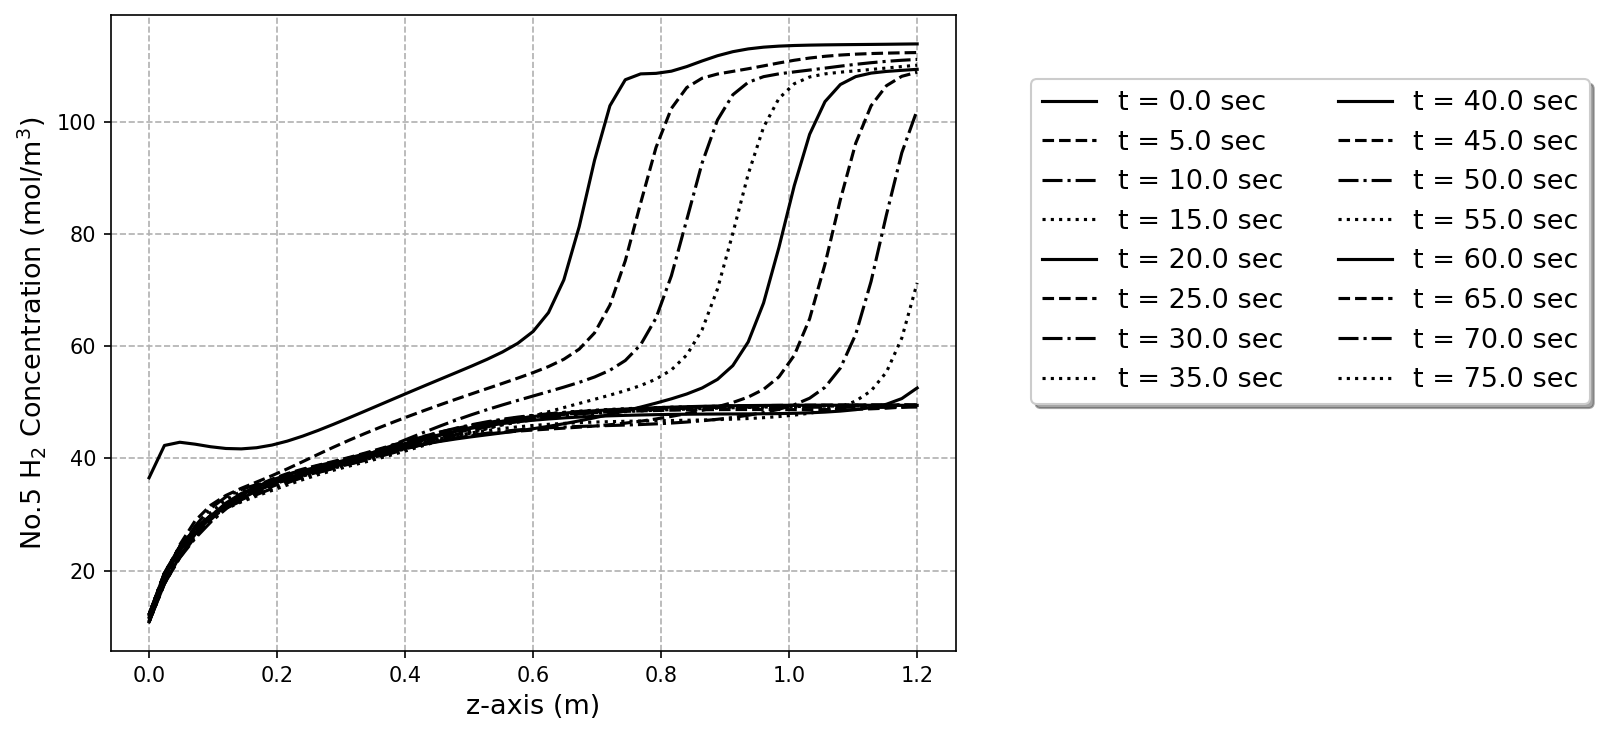 No.5 H₂ Concentration (mol/m³)
100
80
60
40
20
0.0 0.2 0.4 0.6 0.8 1.0 1.2
z-axis (m)
t = 0.0 sec
t = 5.0 sec
t = 10.0 sec
t = 15.0 sec
t = 20.0 sec
t = 25.0 sec
t = 30.0 sec
t = 35.0 sec
t = 40.0 sec
t = 45.0 sec
t = 50.0 sec
t = 55.0 sec
t = 60.0 sec
t = 65.0 sec
t = 70.0 sec
t = 75.0 sec